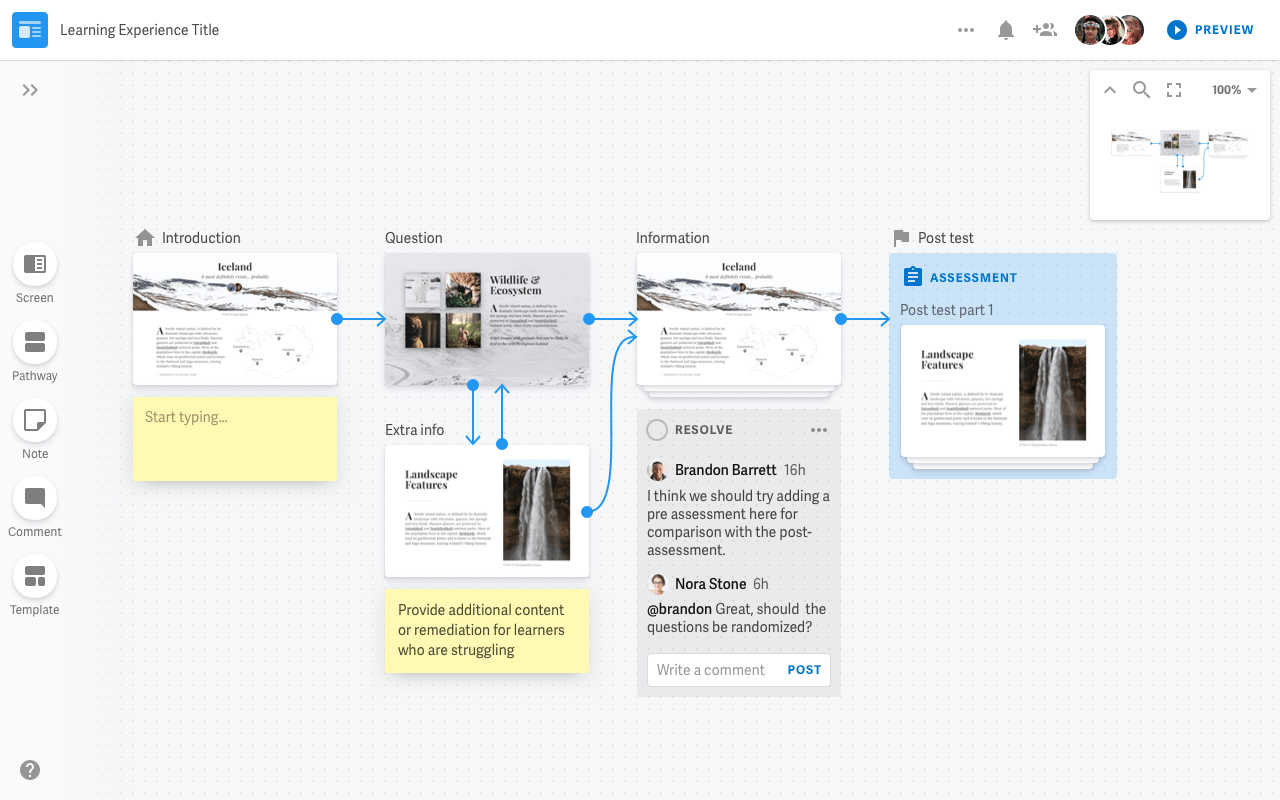 Learning Experience Title
PREVIEW
100%
Screen
Pathway
Note
Comment
Template
Introduction
Iceland
it most definitely exists... probably
Start typing...
Question
Wildlife &
Ecosystem
Extra info
Landscape
Features
Provide additional content
or remediation for learners
who are struggling
Information
Iceland
it most definitely exists... probably
RESOLVE
Brandon Barrett 16h
I think we should try adding a
pre assessment here for
comparison with the post-
assessment.
Nora Stone 6h
@brandon Great, should the
questions be randomized?
Write a comment
POST
Post test
ASSESSMENT
Post test part 1
Landscape
Features